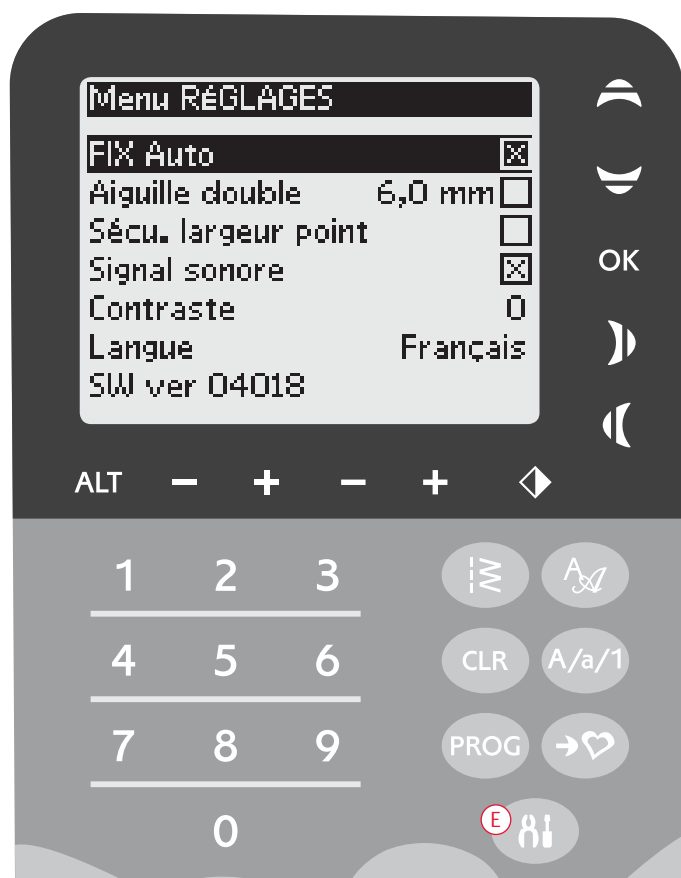 Menu RÉGLAGES
FIX Auto
Aiguille double 6,0 mm
Sécu. largeur point
Signal sonore
Contraste 0
Langue Français
SW ver 04018
OK
ALT − + − +
1 2 3
4 5 6 CLR A/a/1
7 8 9 PROG
0 E